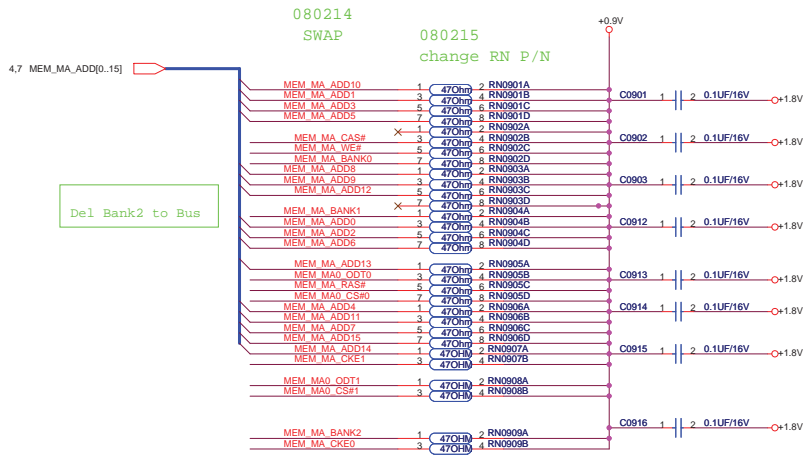 080214
SWAP
080215
change RN P/N
+0.9V
4,7 MEM_MA_ADD[0..15]
MEM_MA_ADD10 1 47Ohm 2 RN0901A
MEM_MA_ADD1 3 47Ohm 4 RN0901B
C0901 1 2 0.1UF/16V +1.8V
MEM_MA_ADD3 5 47Ohm 6 RN0901C
MEM_MA_ADD5 7 47Ohm 8 RN0901D
1 47Ohm 2 RN0902A
MEM_MA_CAS# 3 47Ohm 4 RN0902B
C0902 1 2 0.1UF/16V +1.8V
MEM_MA_WE# 5 47Ohm 6 RN0902C
MEM_MA_BANK0 7 47Ohm 8 RN0902D
MEM_MA_ADD8 1 47Ohm 2 RN0903A
MEM_MA_ADD9 3 47Ohm 4 RN0903B
C0903 1 2 0.1UF/16V +1.8V
MEM_MA_ADD12 5 47Ohm 6 RN0903C
7 47Ohm 8 RN0903D
Del Bank2 to Bus
MEM_MA_BANK1 1 47Ohm 2 RN0904A
MEM_MA_ADD0 3 47Ohm 4 RN0904B
C0912 1 2 0.1UF/16V +1.8V
MEM_MA_ADD2 5 47Ohm 6 RN0904C
MEM_MA_ADD6 7 47Ohm 8 RN0904D
MEM_MA_ADD13 1 47Ohm 2 RN0905A
MEM_MA0_ODT0 3 47Ohm 4 RN0905B
C0913 1 2 0.1UF/16V +1.8V
MEM_MA_RAS# 5 47Ohm 6 RN0905C
MEM_MA0_CS#0 7 47Ohm 8 RN0905D
MEM_MA_ADD4 1 47Ohm 2 RN0906A
C0914 1 2 0.1UF/16V +1.8V
MEM_MA_ADD11 3 47Ohm 4 RN0906B
MEM_MA_ADD7 5 47Ohm 6 RN0906C
MEM_MA_ADD15 7 47Ohm 8 RN0906D
MEM_MA_ADD14 1 47OHM 2 RN0907A
C0915 1 2 0.1UF/16V +1.8V
MEM_MA_CKE1 3 47OHM 4 RN0907B
MEM_MA0_ODT1 1 47OHM 2 RN0908A
MEM_MA0_CS#1 3 47OHM 4 RN0908B
C0916 1 2 0.1UF/16V +1.8V
MEM_MA_BANK2 1 47OHM 2 RN0909A
MEM_MA_CKE0 3 47OHM 4 RN0909B